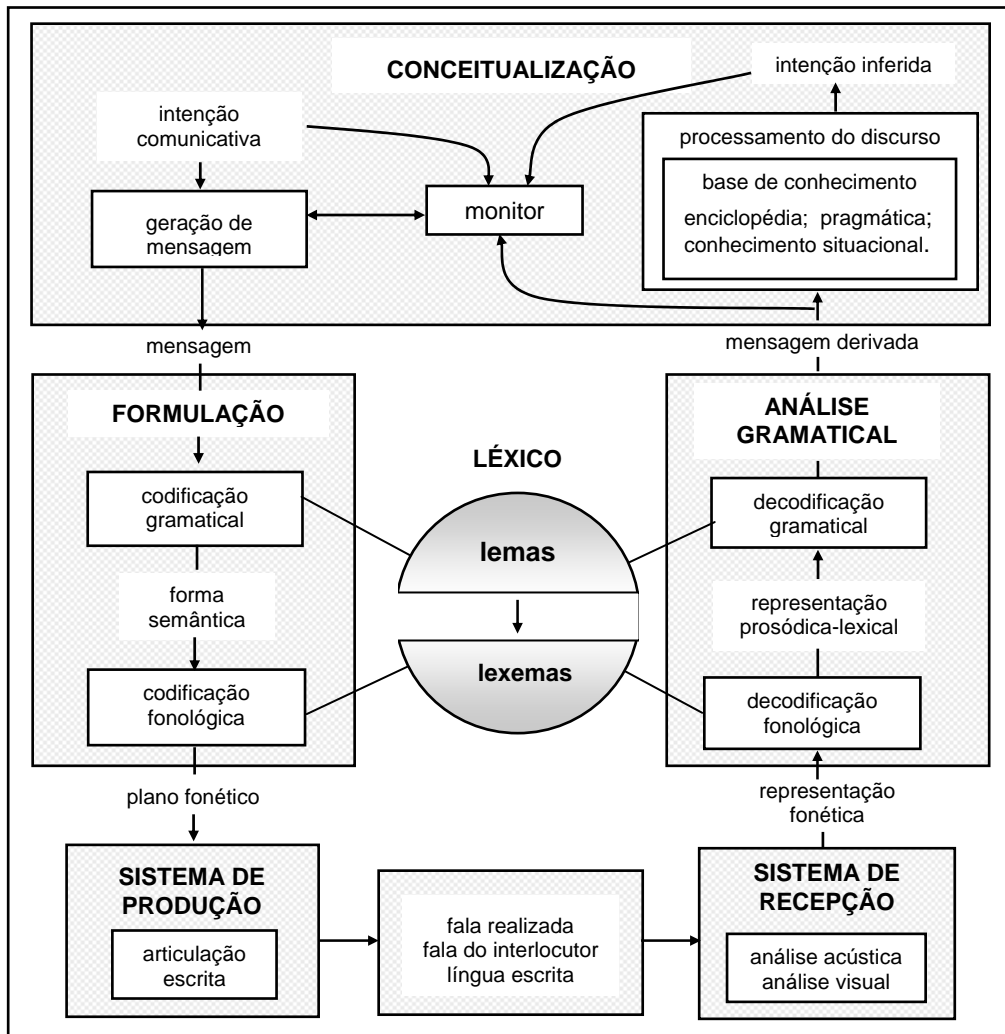 CONCEITUALIZAÇÃO
intenção
comunicativa
geração de
mensagem
monitor
intenção inferida
processamento do discurso
base de conhecimento
enciclopédia; pragmática;
conhecimento situacional.
mensagem
mensagem derivada
FORMULAÇÃO
codificação
gramatical
forma
semântica
codificação
fonológica
LÉXICO
lemas
lexemas
ANÁLISE
GRAMATICAL
decodificação
gramatical
representação
prosódica-lexical
decodificação
fonológica
plano fonético
representação
fonética
SISTEMA DE
PRODUÇÃO
articulação
escrita
fala realizada
fala do interlocutor
língua escrita
SISTEMA DE
RECEPÇÃO
análise acústica
análise visual